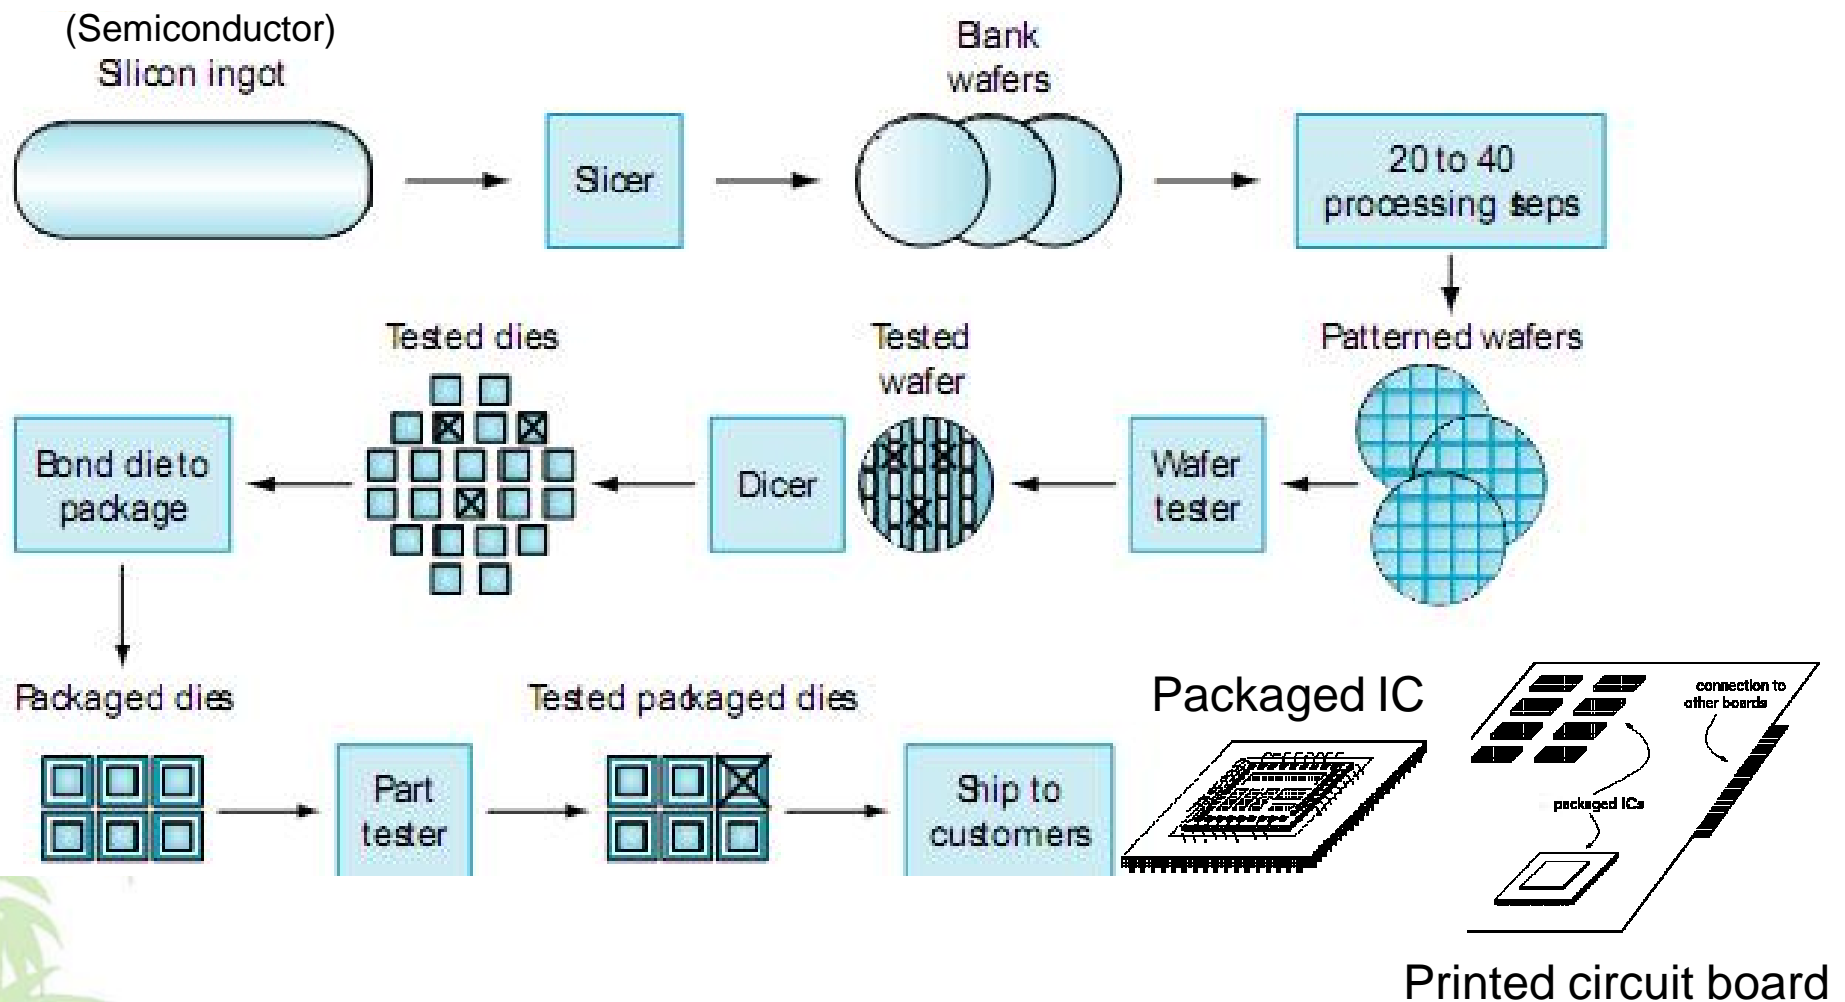 (Semiconductor)
Silicon ingot
Blank
wafers
Slicer
20 to 40
processing steps
Tested dies
Tested
wafer
Patterned wafers
Bond die to
package
Dicer
Wafer
tester
Packaged dies
Tested packaged dies
Packaged IC
connection to
other boards
Part
tester
Ship to
customers
packaged ICs
Printed circuit board